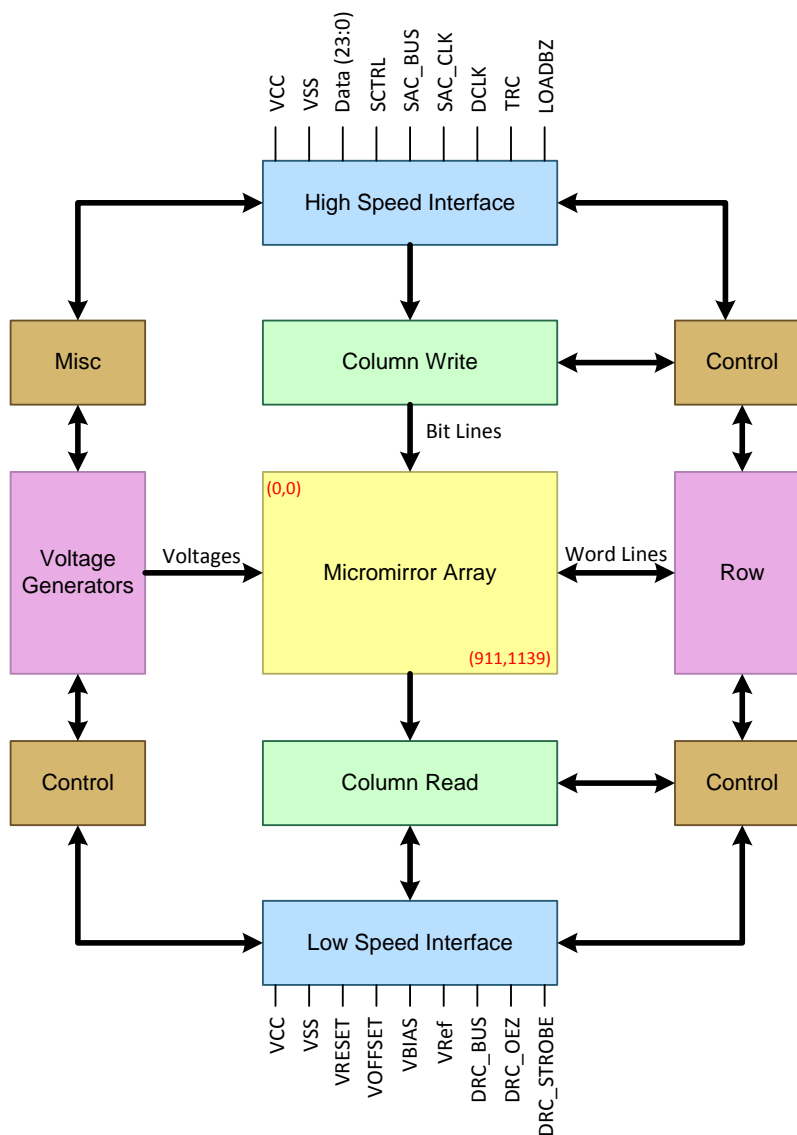 VCC
VSS
Data (23:0)
SCTRL
SAC_BUS
SAC_CLK
DCLK
TRC
LOADBZ
High Speed Interface
Misc
Column Write
Control
Bit Lines
(0,0)
Voltage
Generators
Voltages
Micromirror Array
Word Lines
Row
(911,1139)
Control
Column Read
Control
Low Speed Interface
VCC
VSS
VRESET
VOFFSET
VBIAS
VRef
DRC_BUS
DRC_OEZ
DRC_STROBE